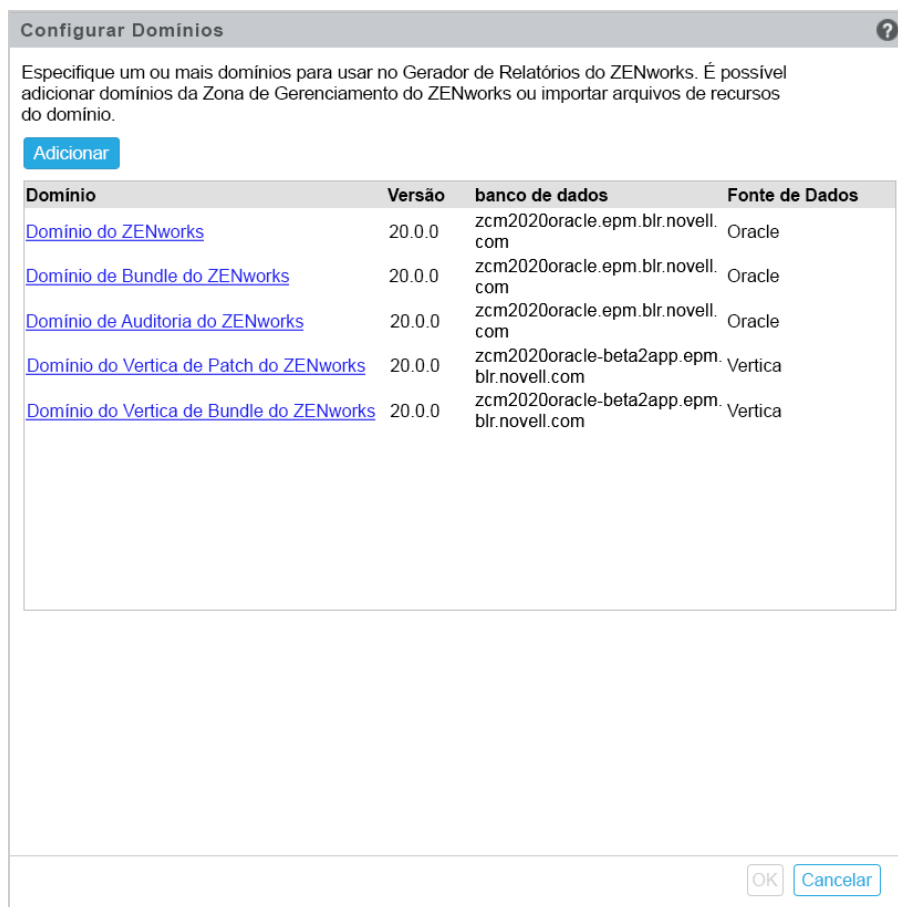 Configurar Domínios
?
Especifique um ou mais domínios para usar no Gerador de Relatórios do ZENworks. É possível
adicionar domínios da Zona de Gerenciamento do ZENworks ou importar arquivos de recursos
do domínio.
Adicionar
Domínio Versão banco de dados Fonte de Dados
Domínio do ZENworks 20.0.0 zcm2020oracle.epm.blr.novell.
com Oracle
Domínio de Bundle do ZENworks 20.0.0 zcm2020oracle.epm.blr.novell.
com Oracle
Domínio de Auditoria do ZENworks 20.0.0 zcm2020oracle.epm.blr.novell.
com Oracle
Domínio do Vertica de Patch do ZENworks 20.0.0 zcm2020oracle-beta2app.epm.
blr.novell.com Vertica
Domínio do Vertica de Bundle do ZENworks 20.0.0 zcm2020oracle-beta2app.epm.
blr.novell.com Vertica
OK Cancelar